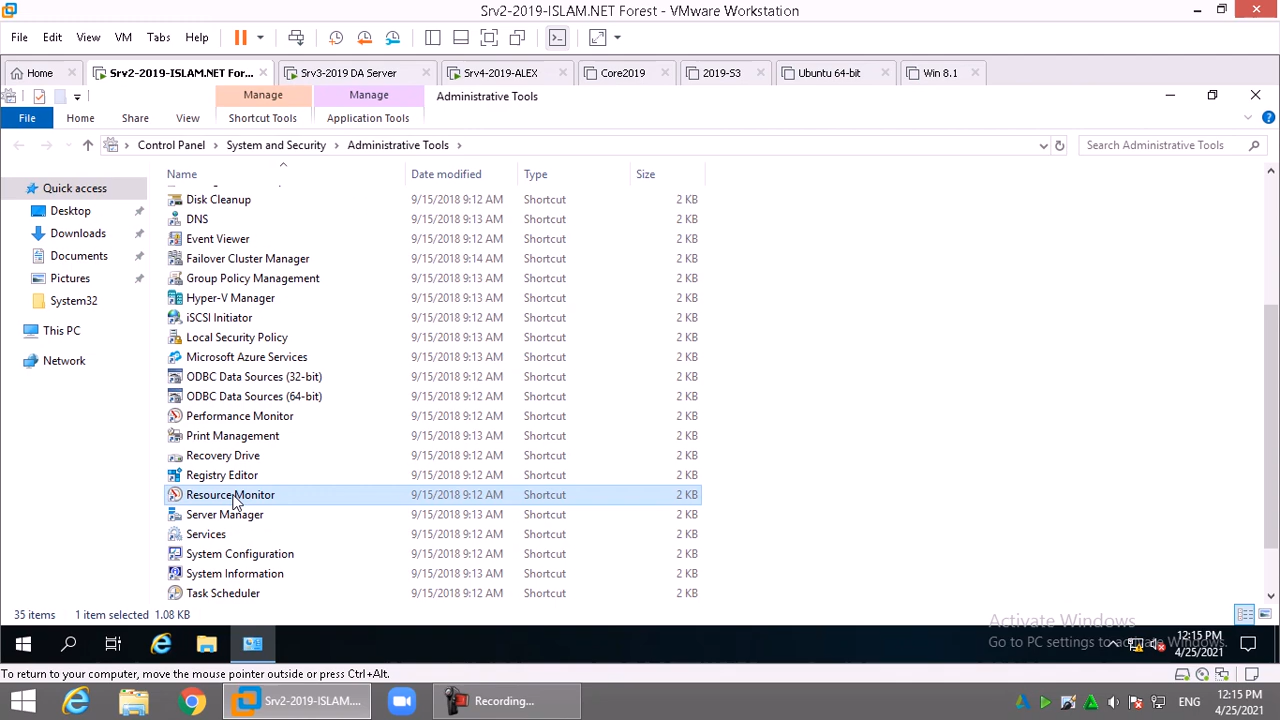 Srv2-2019-ISLAM.NET Forest - VMware Workstation
File Edit View VM Tabs Help
Home Srv2-2019-ISLAM.NET For... Srv3-2019 DA Server Srv4-2019-ALEX Core2019 2019-S3 Ubuntu 64-bit Win 8.1
Manage Manage Administrative Tools
File Home Share View Shortcut Tools Application Tools
Control Panel System and Security Administrative Tools Search Administrative Tools
Name Date modified Type Size
Quick access
Desktop
Downloads
Documents
Pictures
System32
This PC
Network
Disk Cleanup 9/15/2018 9:12 AM Shortcut 2 KB
DNS 9/15/2018 9:13 AM Shortcut 2 KB
Event Viewer 9/15/2018 9:12 AM Shortcut 2 KB
Failover Cluster Manager 9/15/2018 9:14 AM Shortcut 2 KB
Group Policy Management 9/15/2018 9:13 AM Shortcut 2 KB
Hyper-V Manager 9/15/2018 9:13 AM Shortcut 2 KB
iSCSI Initiator 9/15/2018 9:12 AM Shortcut 2 KB
Local Security Policy 9/15/2018 9:13 AM Shortcut 2 KB
Microsoft Azure Services 9/15/2018 9:13 AM Shortcut 2 KB
ODBC Data Sources (32-bit) 9/15/2018 9:12 AM Shortcut 2 KB
ODBC Data Sources (64-bit) 9/15/2018 9:12 AM Shortcut 2 KB
Performance Monitor 9/15/2018 9:12 AM Shortcut 2 KB
Print Management 9/15/2018 9:13 AM Shortcut 2 KB
Recovery Drive 9/15/2018 9:12 AM Shortcut 2 KB
Registry Editor 9/15/2018 9:12 AM Shortcut 2 KB
Resource Monitor 9/15/2018 9:12 AM Shortcut 2 KB
Server Manager 9/15/2018 9:13 AM Shortcut 2 KB
Services 9/15/2018 9:12 AM Shortcut 2 KB
System Configuration 9/15/2018 9:12 AM Shortcut 2 KB
System Information 9/15/2018 9:13 AM Shortcut 2 KB
Task Scheduler 9/15/2018 9:12 AM Shortcut 2 KB
35 items 1 item selected 1.08 KB
Activate Windows
Go to PC settings to activate Windows.
12:15 PM
4/25/2021
To return to your computer, move the mouse pointer outside or press Ctrl+Alt.
Srv2-2019-ISLAM.... Recording... ENG 12:15 PM
4/25/2021